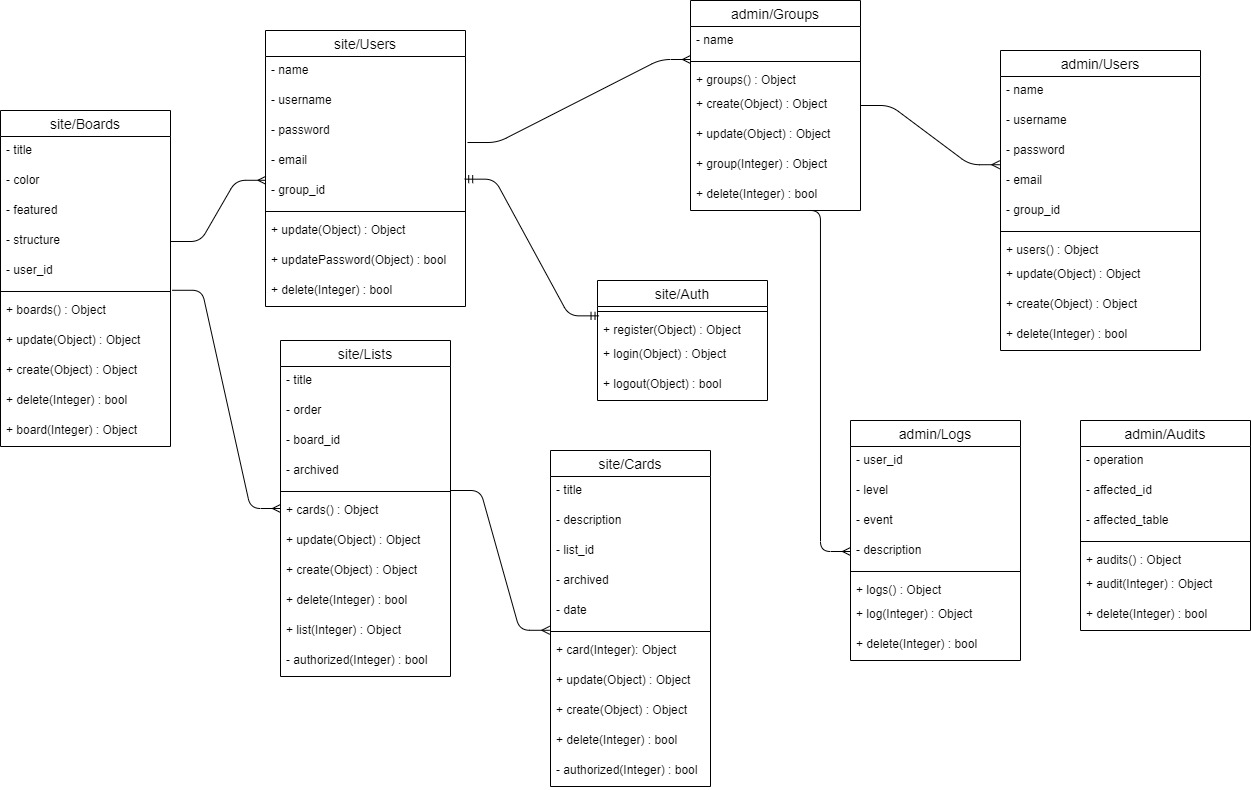 site/Boards
- title
- color
- featured
- structure
- user_id
+ boards() : Object
+ update(Object) : Object
+ create(Object) : Object
+ delete(Integer) : bool
+ board(Integer) : Object
site/Users
- name
- username
- password
- email
- group_id
+ update(Object) : Object
+ updatePassword(Object) : bool
+ delete(Integer) : bool
site/Lists
- title
- order
- board_id
- archived
+ cards() : Object
+ update(Object) : Object
+ create(Object) : Object
+ delete(Integer) : bool
+ list(Integer) : Object
- authorized(Integer) : bool
site/Auth
+ register(Object) : Object
+ login(Object) : Object
+ logout(Object) : bool
site/Cards
- title
- description
- list_id
- archived
- date
+ card(Integer): Object
+ update(Object) : Object
+ create(Object) : Object
+ delete(Integer) : bool
- authorized(Integer) : bool
admin/Groups
- name
+ groups() : Object
+ create(Object) : Object
+ update(Object) : Object
+ group(Integer) : Object
+ delete(Integer) : bool
admin/Users
- name
- username
- password
- email
- group_id
+ users() : Object
+ update(Object) : Object
+ create(Object) : Object
+ delete(Integer) : bool
admin/Logs
- user_id
- level
- event
- description
+ logs() : Object
+ log(Integer) : Object
+ delete(Integer) : bool
admin/Audits
- operation
- affected_id
- affected_table
+ audits() : Object
+ audit(Integer) : Object
+ delete(Integer) : bool